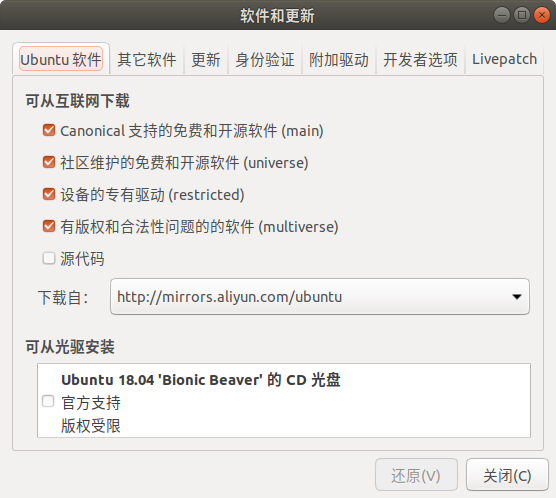 软件和更新
Ubuntu 软件 其它软件 更新 身份验证 附加驱动 开发者选项 Livepatch
可从互联网下载
Canonical 支持的免费和开源软件 (main)
社区维护的免费和开源软件 (universe)
设备的专有驱动 (restricted)
有版权和合法性问题的的软件 (multiverse)
源代码
下载自： http://mirrors.aliyun.com/ubuntu
可从光驱安装
Ubuntu 18.04 'Bionic Beaver' 的 CD 光盘
官方支持
版权受限
还原(V) 关闭(C)